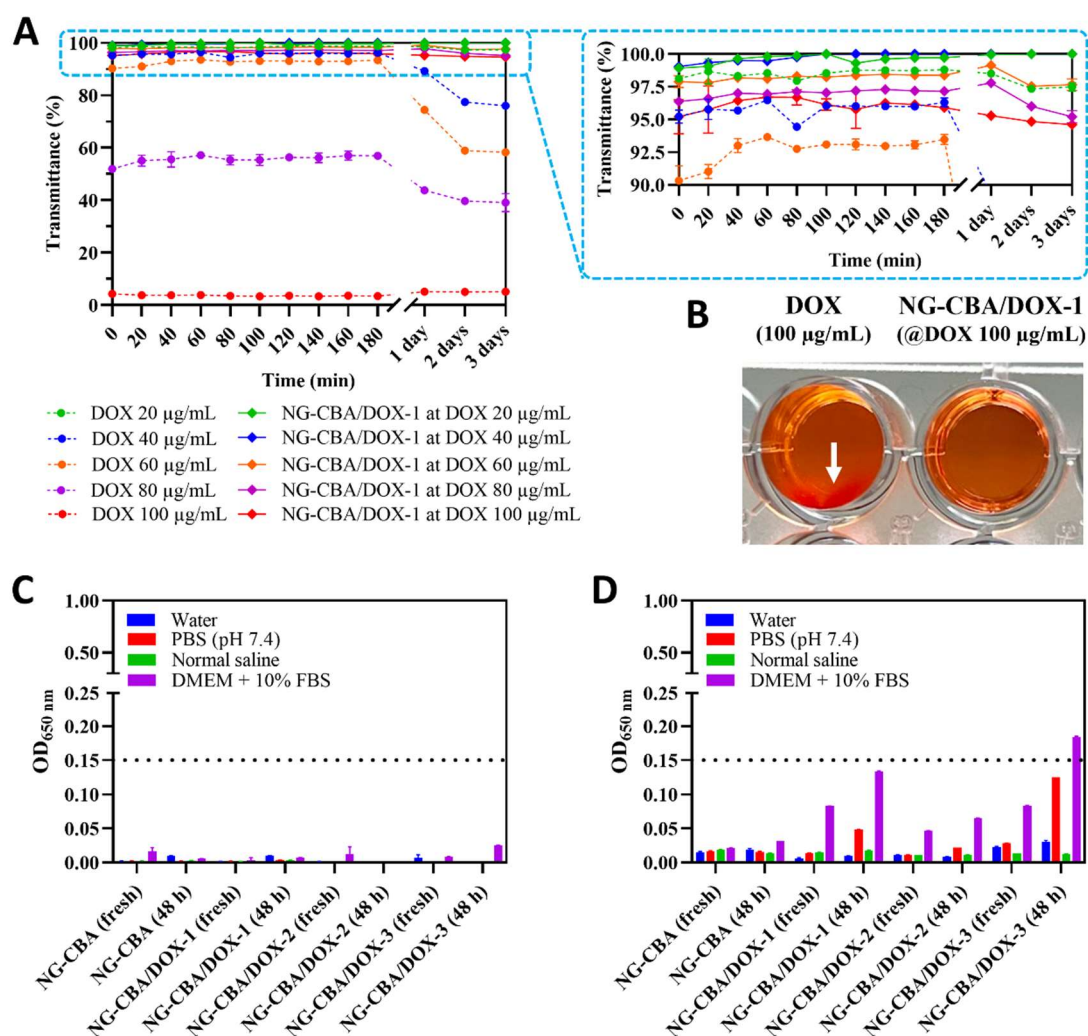 A
Transmittance (%)
100
80
60
40
20
0
0 20 40 60 80 100 120 140 160 180 1 day 2 days 3 days
Time (min)
Transmittance (%)
100.0
97.5
95.0
92.5
90.0
0 20 40 60 80 100 120 140 160 180 1 day 2 days 3 days
Time (min)
DOX 20 µg/mL
DOX 40 µg/mL
DOX 60 µg/mL
DOX 80 µg/mL
DOX 100 µg/mL
NG-CBA/DOX-1 at DOX 20 µg/mL
NG-CBA/DOX-1 at DOX 40 µg/mL
NG-CBA/DOX-1 at DOX 60 µg/mL
NG-CBA/DOX-1 at DOX 80 µg/mL
NG-CBA/DOX-1 at DOX 100 µg/mL
B
DOX
(100 µg/mL)
NG-CBA/DOX-1
(@DOX 100 µg/mL)
C
OD650 nm
1.00
0.50
0.25
0.20
0.15
0.10
0.05
0.00
Water
PBS (pH 7.4)
Normal saline
DMEM + 10% FBS
NG-CBA (fresh)
NG-CBA (48 h)
NG-CBA/DOX-1 (fresh)
NG-CBA/DOX-1 (48 h)
NG-CBA/DOX-2 (fresh)
NG-CBA/DOX-2 (48 h)
NG-CBA/DOX-3 (fresh)
NG-CBA/DOX-3 (48 h)
D
OD650 nm
1.00
0.50
0.25
0.20
0.15
0.10
0.05
0.00
Water
PBS (pH 7.4)
Normal saline
DMEM + 10% FBS
NG-CBA (fresh)
NG-CBA (48 h)
NG-CBA/DOX-1 (fresh)
NG-CBA/DOX-1 (48 h)
NG-CBA/DOX-2 (fresh)
NG-CBA/DOX-2 (48 h)
NG-CBA/DOX-3 (fresh)
NG-CBA/DOX-3 (48 h)